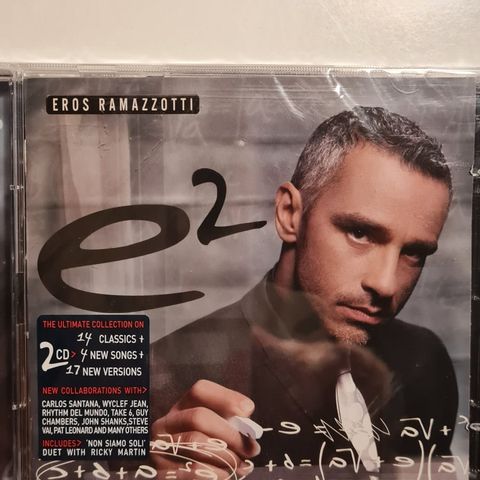 EROS RAMAZZOTTI
e²
THE ULTIMATE COLLECTION ON
2 CD> 14 CLASSICS +
4 NEW SONGS +
17 NEW VERSIONS
NEW COLLABORATIONS WITH>
CARLOS SANTANA, WYCLEF JEAN,
RHYTHM DEL MUNDO, TAKE 6, GUY
CHAMBERS, JOHN SHANKS,STEVE
VAI, PAT LEONARD AND MANY OTHERS
INCLUDES> 'NON SIAMO SOLI'
DUET WITH RICKY MARTIN